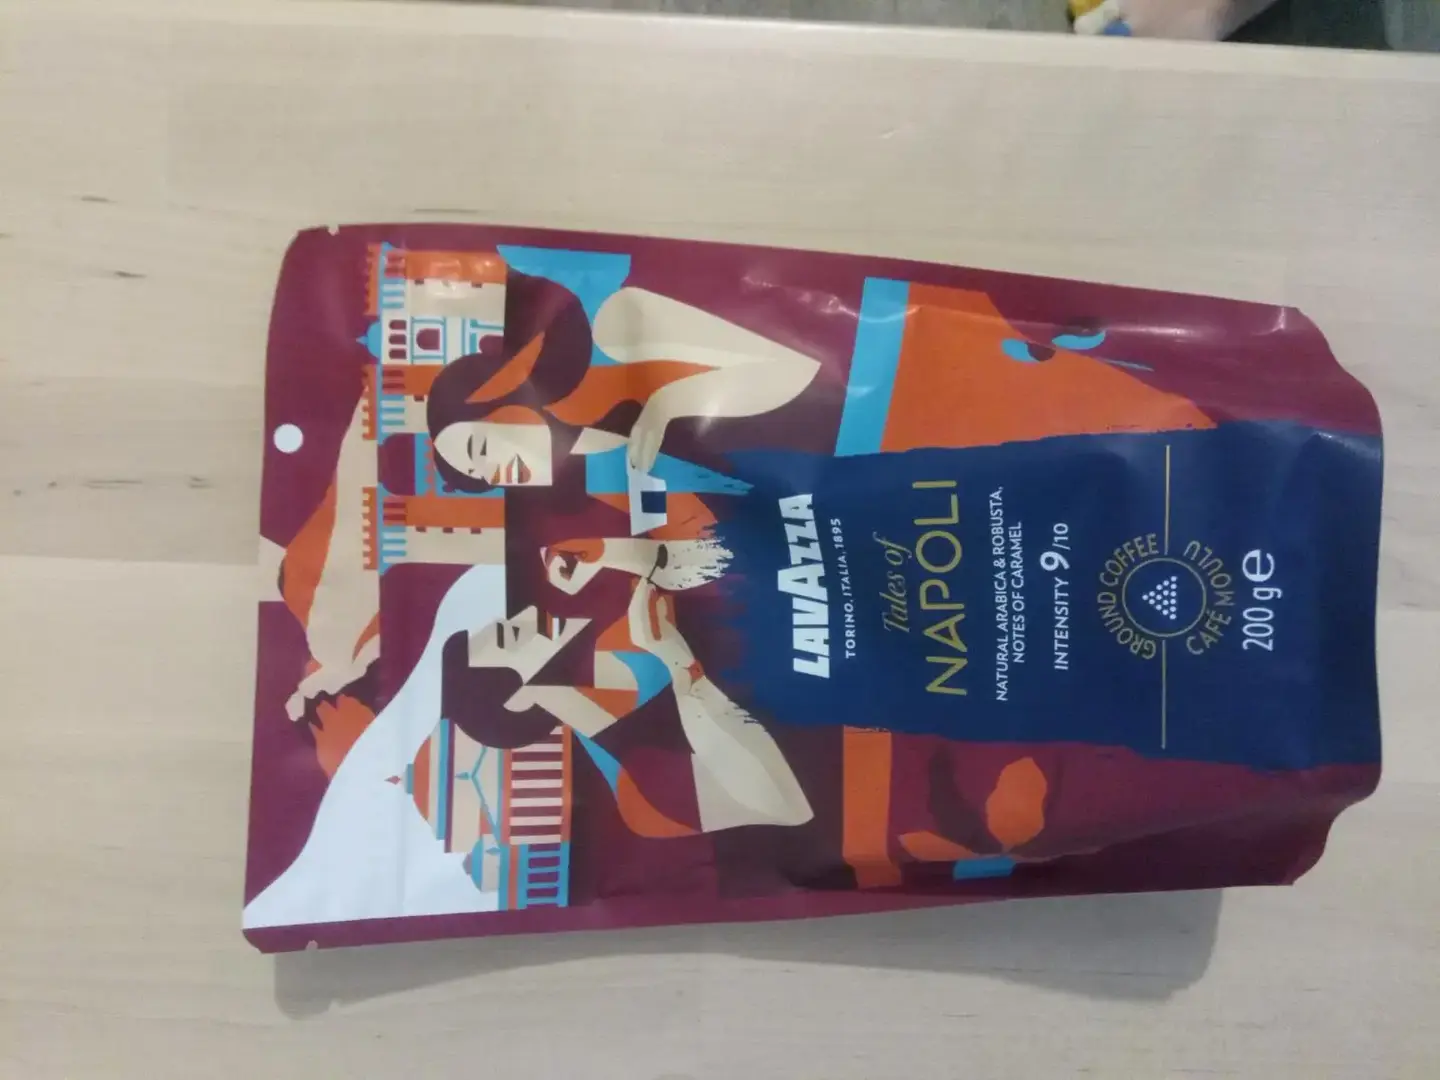 LAVAZZA
TORINO, ITALIA, 1895
Tales of
NAPOLI
NATURAL ARABICA & ROBUSTA,
NOTES OF CARAMEL
INTENSITY 9/10
GROUND COFFEE
CAFÉ MOULU
200 g e